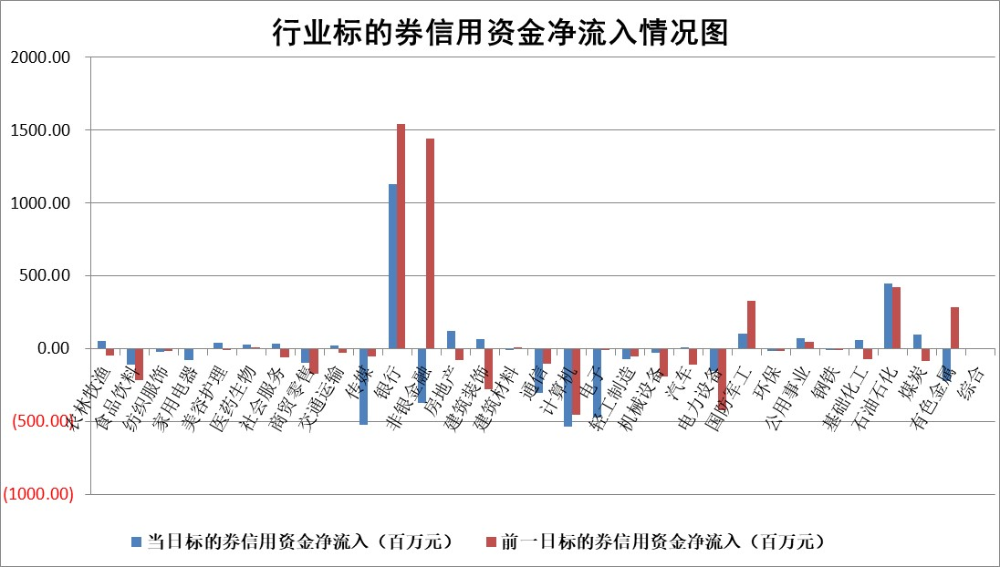 行业标的券信用资金净流入情况图
2000.00
1500.00
1000.00
500.00
0.00
(500.00)
(1000.00)
农林牧渔
食品饮料
纺织服饰
家用电器
美容护理
医药生物
社会服务
商贸零售
交通运输
传媒
银行
非银金融
房地产
建筑装饰
建筑材料
通信
计算机
电子
轻工制造
机械设备
汽车
电力设备
国防军工
环保
公用事业
钢铁
基础化工
石油石化
煤炭
有色金属
综合
当日标的券信用资金净流入（百万元）
前一日标的券信用资金净流入（百万元）